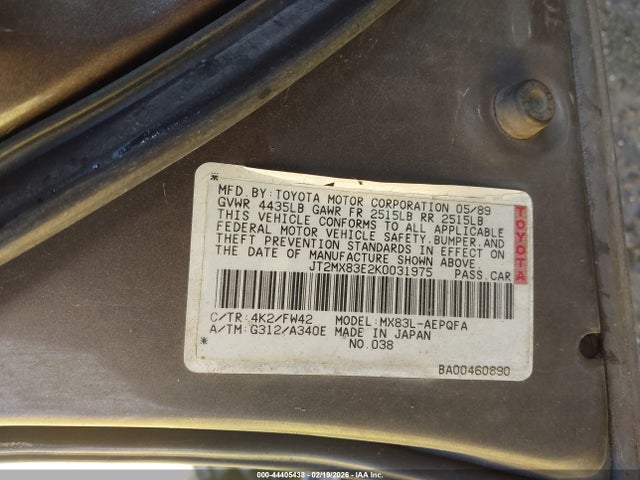 MFD. BY: TOYOTA MOTOR CORPORATION 05/89
GVWR 4435LB GAWR FR 2515LB RR 2515LB
THIS VEHICLE CONFORMS TO ALL APPLICABLE
FEDERAL MOTOR VEHICLE SAFETY, BUMPER, AND
THEFT PREVENTION STANDARDS IN EFFECT ON
THE DATE OF MANUFACTURE SHOWN ABOVE.
JT2MX83E2K0031975 PASS. CAR
TOYOTA
C/TR: 4K2/FW42 MODEL: MX83L-AEPQFA
A/TM: G312/A340E MADE IN JAPAN
NO. 038
BA00460890
000-44405438 - 02/19/2026 - IAA Inc.